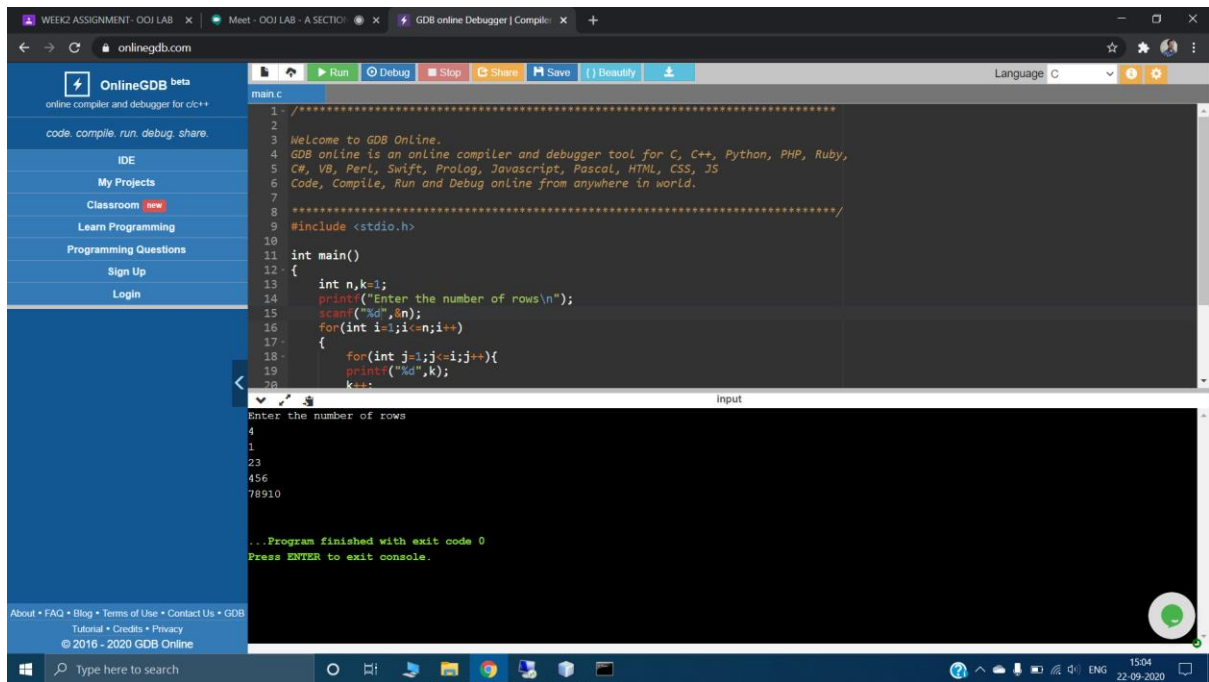 WEEK2 ASSIGNMENT- OOJ LAB
Meet - OOJ LAB - A SECTION
GDB online Debugger | Compiler
onlinegdb.com
OnlineGDB beta
online compiler and debugger for c/c++
code. compile. run. debug. share.
IDE
My Projects
Classroom new
Learn Programming
Programming Questions
Sign Up
Login
Run Debug Stop Share Save {} Beautify
Language C
main.c
1 /******************************************************************************
2
3 Welcome to GDB Online.
4 GDB online is an online compiler and debugger tool for C, C++, Python, PHP, Ruby,
5 C#, VB, Perl, Swift, Prolog, Javascript, Pascal, HTML, CSS, JS
6 Code, Compile, Run and Debug online from anywhere in world.
7
8 *******************************************************************************/
9 #include <stdio.h>
10
11 int main()
12 {
13 int n,k=1;
14 printf("Enter the number of rows\n");
15 scanf("%d",&n);
16 for(int i=1;i<=n;i++)
17 {
18 for(int j=1;j<=i;j++){
19 printf("%d",k);
20 k++;
input
Enter the number of rows
4
1
23
456
78910
...Program finished with exit code 0
Press ENTER to exit console.
About • FAQ • Blog • Terms of Use • Contact Us • GDB
Tutorial • Credits • Privacy
© 2016 - 2020 GDB Online
Type here to search
ENG
15:04
22-09-2020